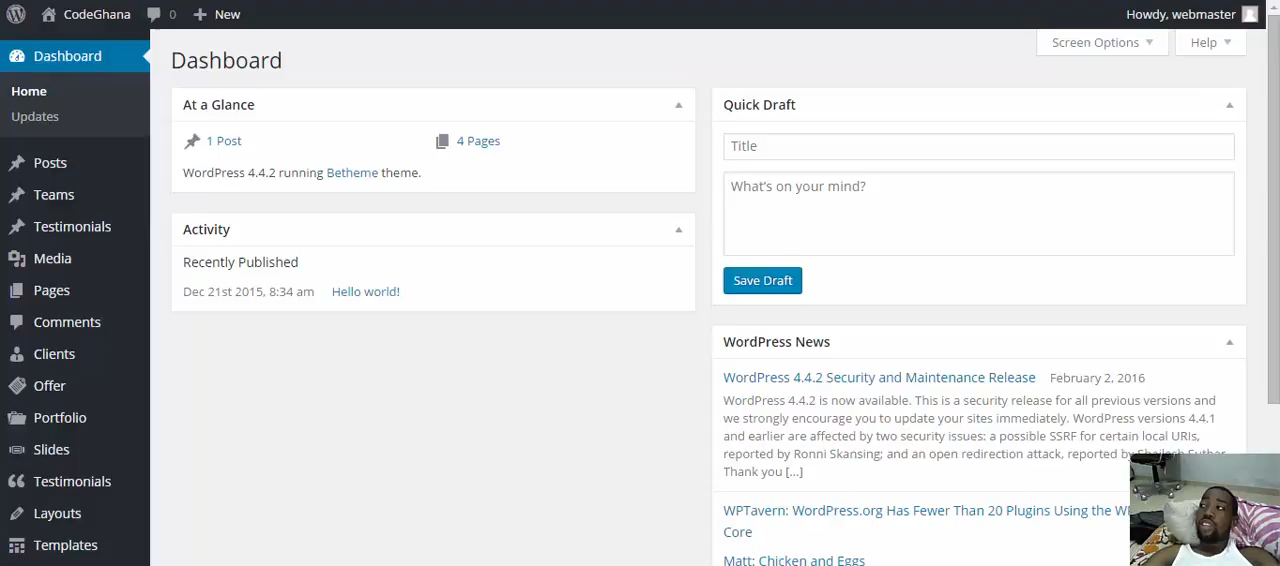 CodeGhana 0 New Howdy, webmaster
Dashboard
Home
Updates
Posts
Teams
Testimonials
Media
Pages
Comments
Clients
Offer
Portfolio
Slides
Testimonials
Layouts
Templates
Screen Options Help
Dashboard
At a Glance
1 Post 4 Pages
WordPress 4.4.2 running Betheme theme.
Activity
Recently Published
Dec 21st 2015, 8:34 am Hello world!
Quick Draft
Title
What's on your mind?
Save Draft
WordPress News
WordPress 4.4.2 Security and Maintenance Release February 2, 2016
WordPress 4.4.2 is now available. This is a security release for all previous versions and
we strongly encourage you to update your sites immediately. WordPress versions 4.4.1
and earlier are affected by two security issues: a possible SSRF for certain local URIs,
reported by Ronni Skansing; and an open redirection attack, reported by
Thank you […]
WPTavern: WordPress.org Has Fewer Than 20 Plugins Using the
Core
Matt: Chicken and Eggs